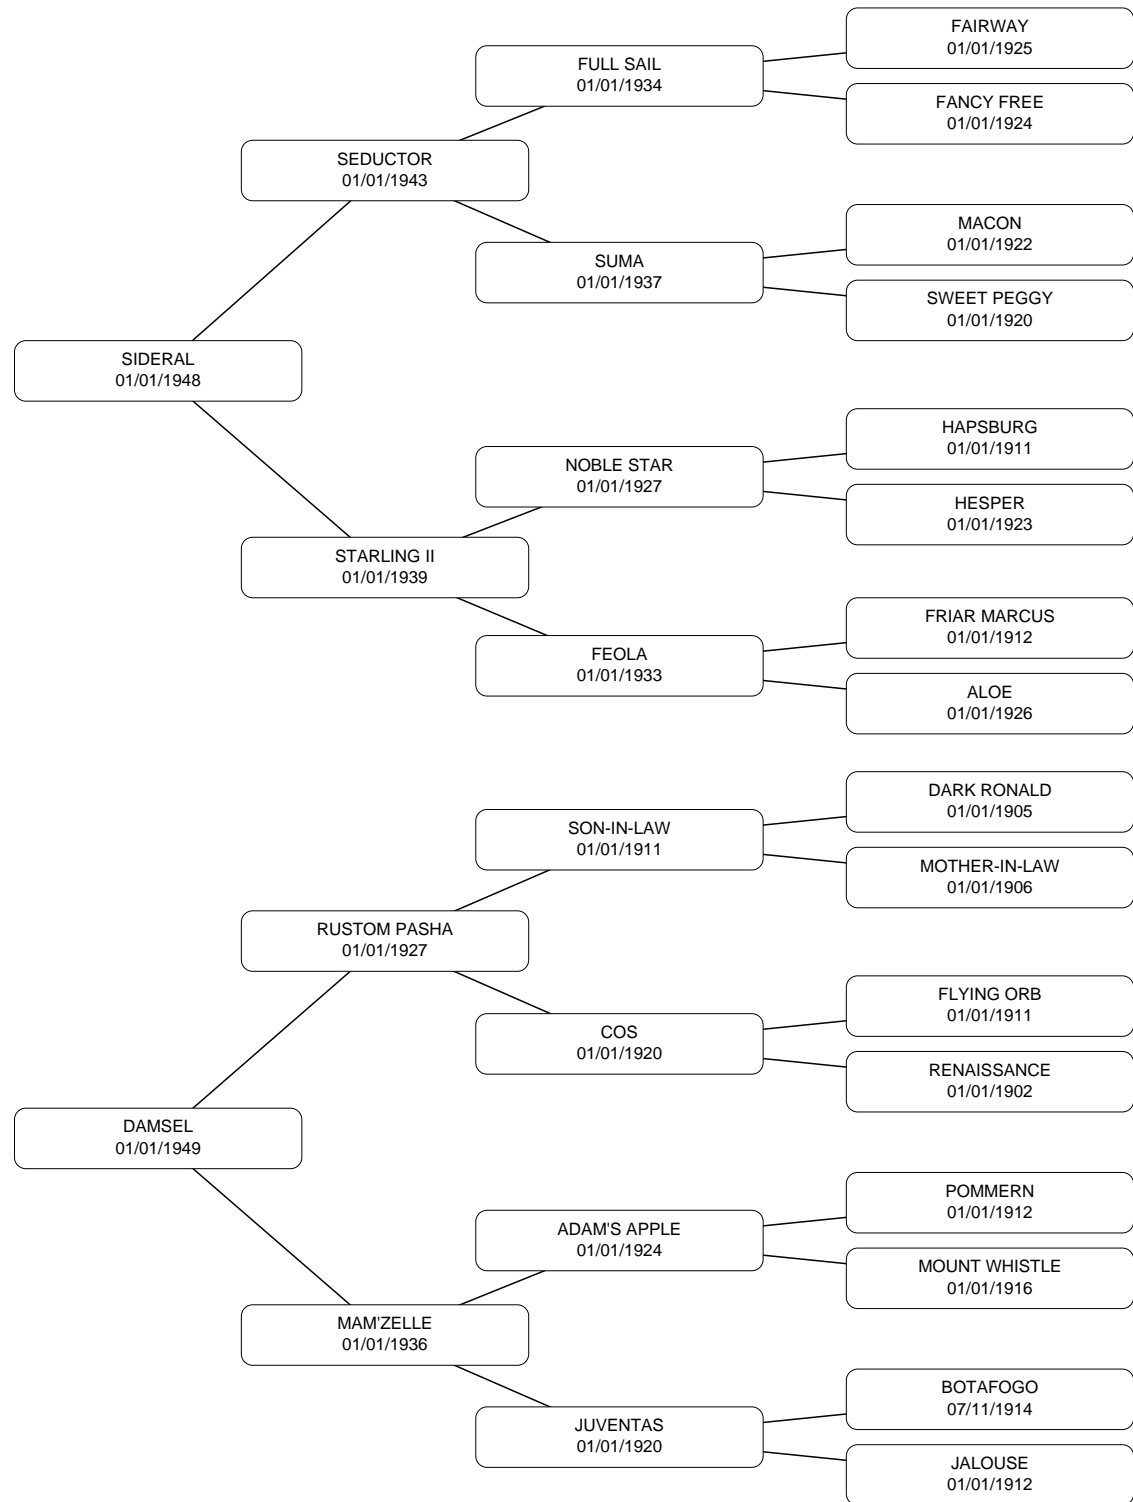 FAIRWAY
01/01/1925
FULL SAIL
01/01/1934
FANCY FREE
01/01/1924
SEDUCTOR
01/01/1943
MACON
01/01/1922
SUMA
01/01/1937
SWEET PEGGY
01/01/1920
SIDERAL
01/01/1948
HAPSBURG
01/01/1911
NOBLE STAR
01/01/1927
HESPER
01/01/1923
STARLING II
01/01/1939
FRIAR MARCUS
01/01/1912
FEOLA
01/01/1933
ALOE
01/01/1926
DARK RONALD
01/01/1905
SON-IN-LAW
01/01/1911
MOTHER-IN-LAW
01/01/1906
RUSTOM PASHA
01/01/1927
FLYING ORB
01/01/1911
COS
01/01/1920
RENAISSANCE
01/01/1902
DAMSEL
01/01/1949
POMMERN
01/01/1912
ADAM'S APPLE
01/01/1924
MOUNT WHISTLE
01/01/1916
MAM'ZELLE
01/01/1936
BOTAFOGO
07/11/1914
JUVENTAS
01/01/1920
JALOUSE
01/01/1912